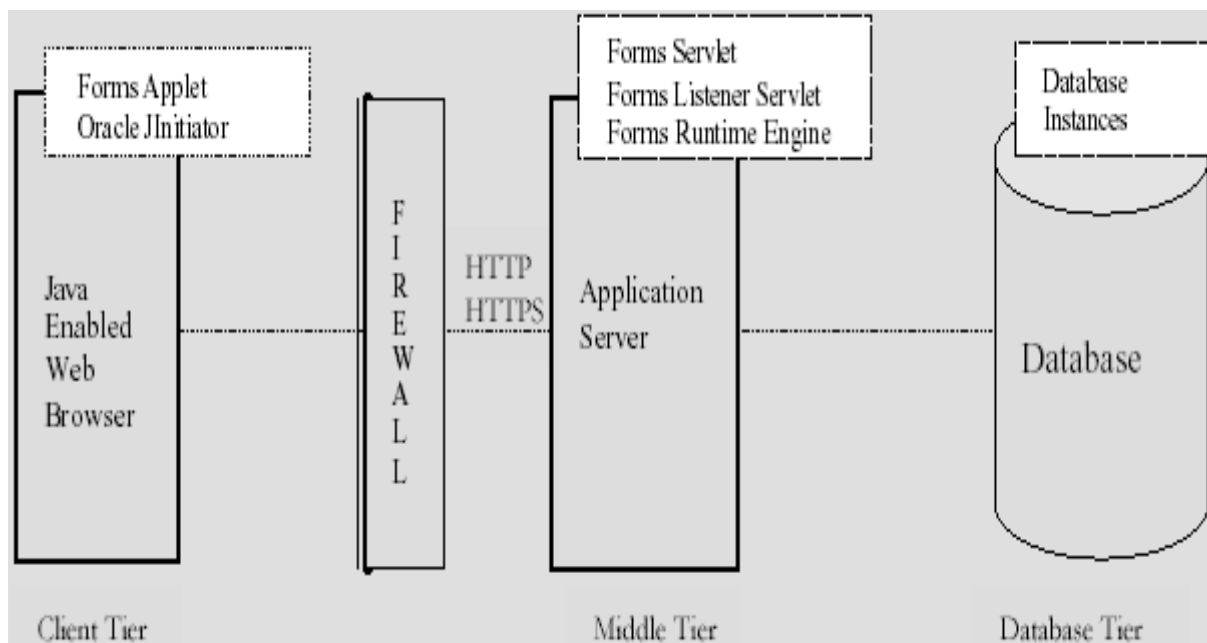 Forms Applet
Oracle JInitiator
Java
Enabled
Web
Browser
Client Tier
F
I
R
E
W
A
L
L
HTTP
HTTPS
Forms Servlet
Forms Listener Servlet
Forms Runtime Engine
Application
Server
Middle Tier
Database
Instances
Database
Database Tier